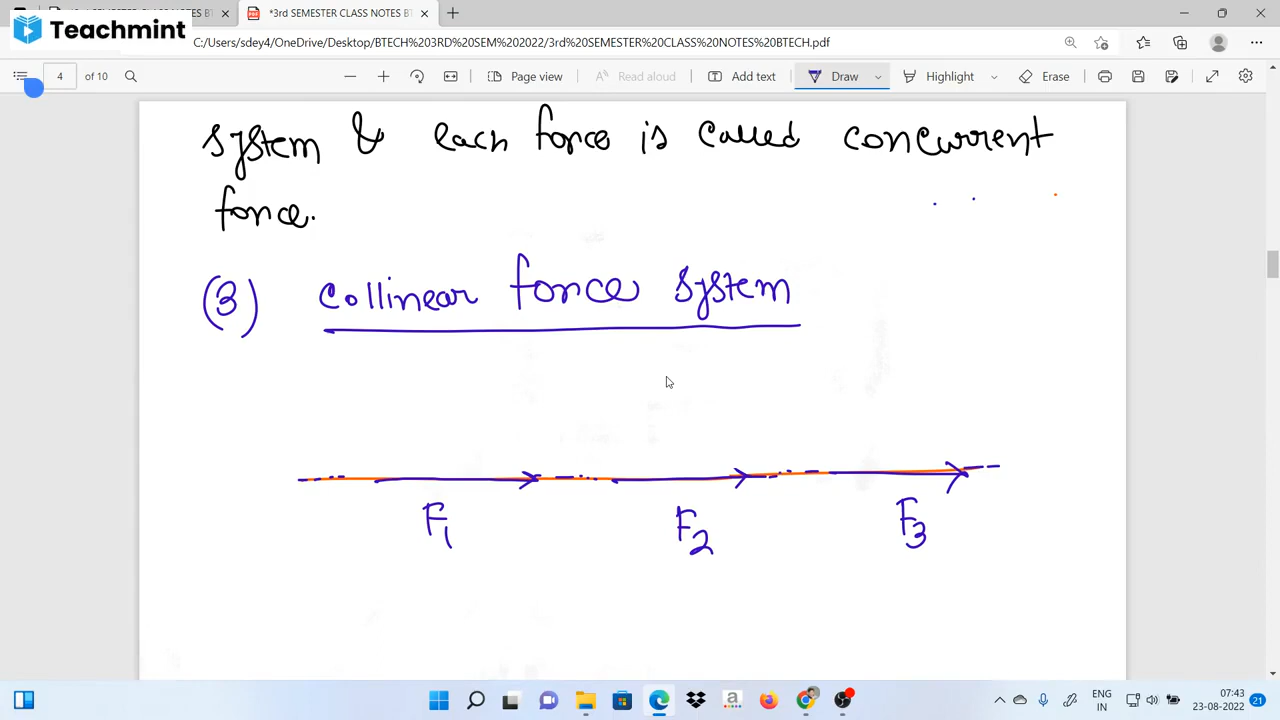 *3rd SEMESTER CLASS NOTES BT
Teachmint
C:/Users/sdey4/OneDrive/Desktop/BTECH%203RD%20SEM%202022/3rd%20SEMESTER%20CLASS%20NOTES%20BTECH.pdf
4 of 10 Page view Read aloud Add text Draw Highlight Erase
system & each force is called concurrent
force.
(3) collinear force system
F1 F2 F3
ENG 07:43
IN 23-08-2022 21